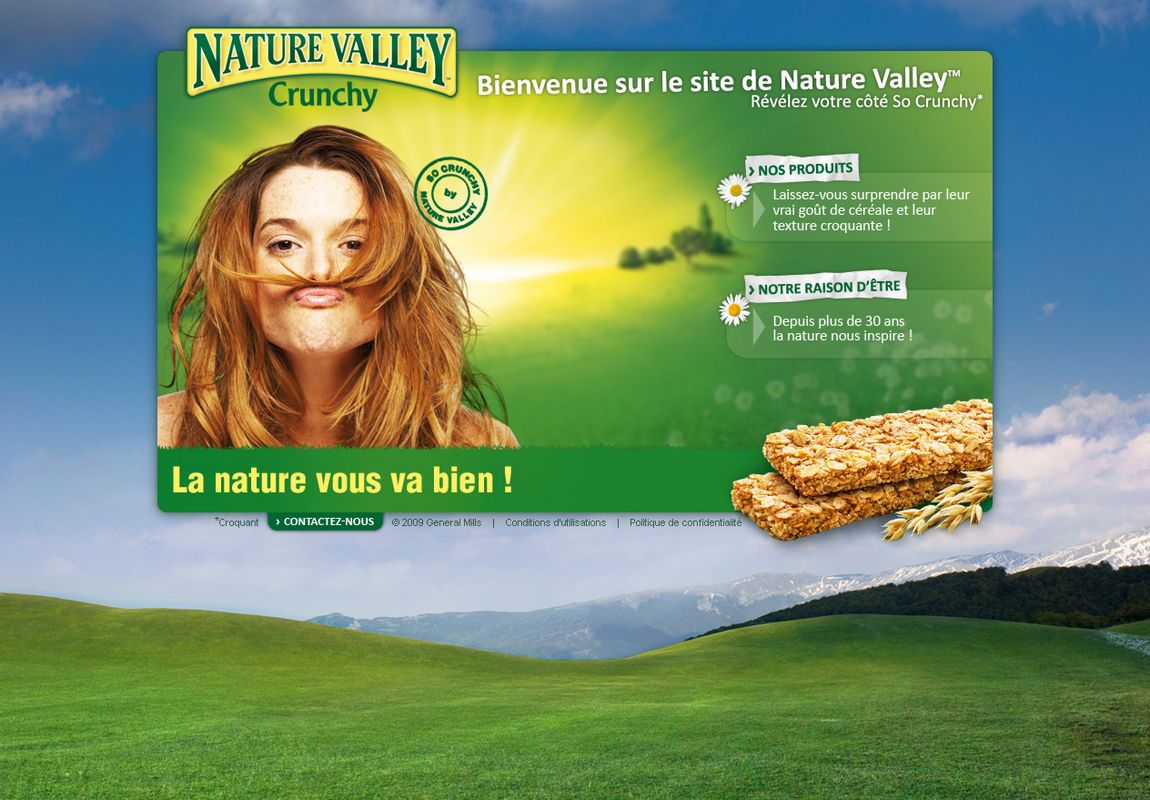 NATURE VALLEY™
Crunchy
Bienvenue sur le site de Nature Valley™
Révélez votre côté So Crunchy*
SO CRUNCHY
by
NATURE VALLEY
› NOS PRODUITS
Laissez-vous surprendre par leur
vrai goût de céréale et leur
texture croquante !
› NOTRE RAISON D'ÊTRE
Depuis plus de 30 ans
la nature nous inspire !
La nature vous va bien !
*Croquant › CONTACTEZ-NOUS © 2009 General Mills | Conditions d'utilisations | Politique de confidentialité